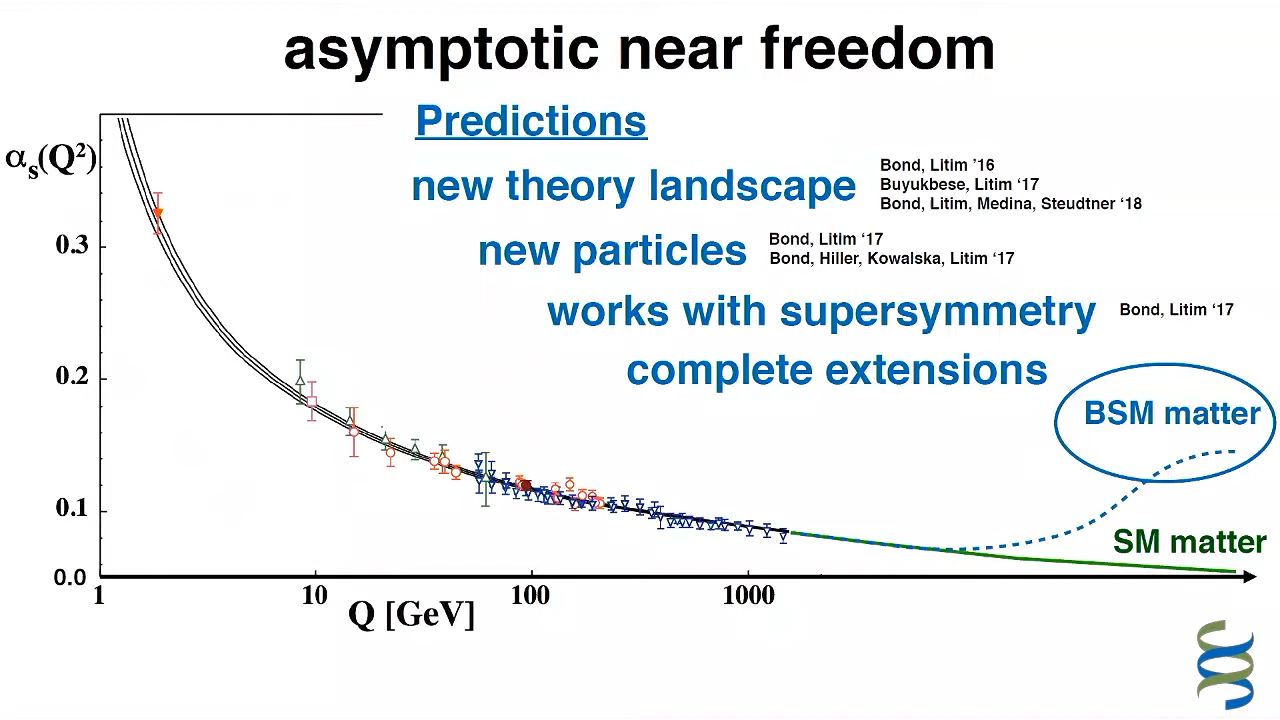 asymptotic near freedom
Predictions
αs(Q²)
new theory landscape
Bond, Litim ’16
Buyukbese, Litim ‘17
Bond, Litim, Medina, Steudtner ‘18
new particles
Bond, Litim ‘17
Bond, Hiller, Kowalska, Litim ‘17
0.3
works with supersymmetry
Bond, Litim ‘17
complete extensions
0.2
BSM matter
0.1
SM matter
0.0
1
10
100
1000
Q [GeV]